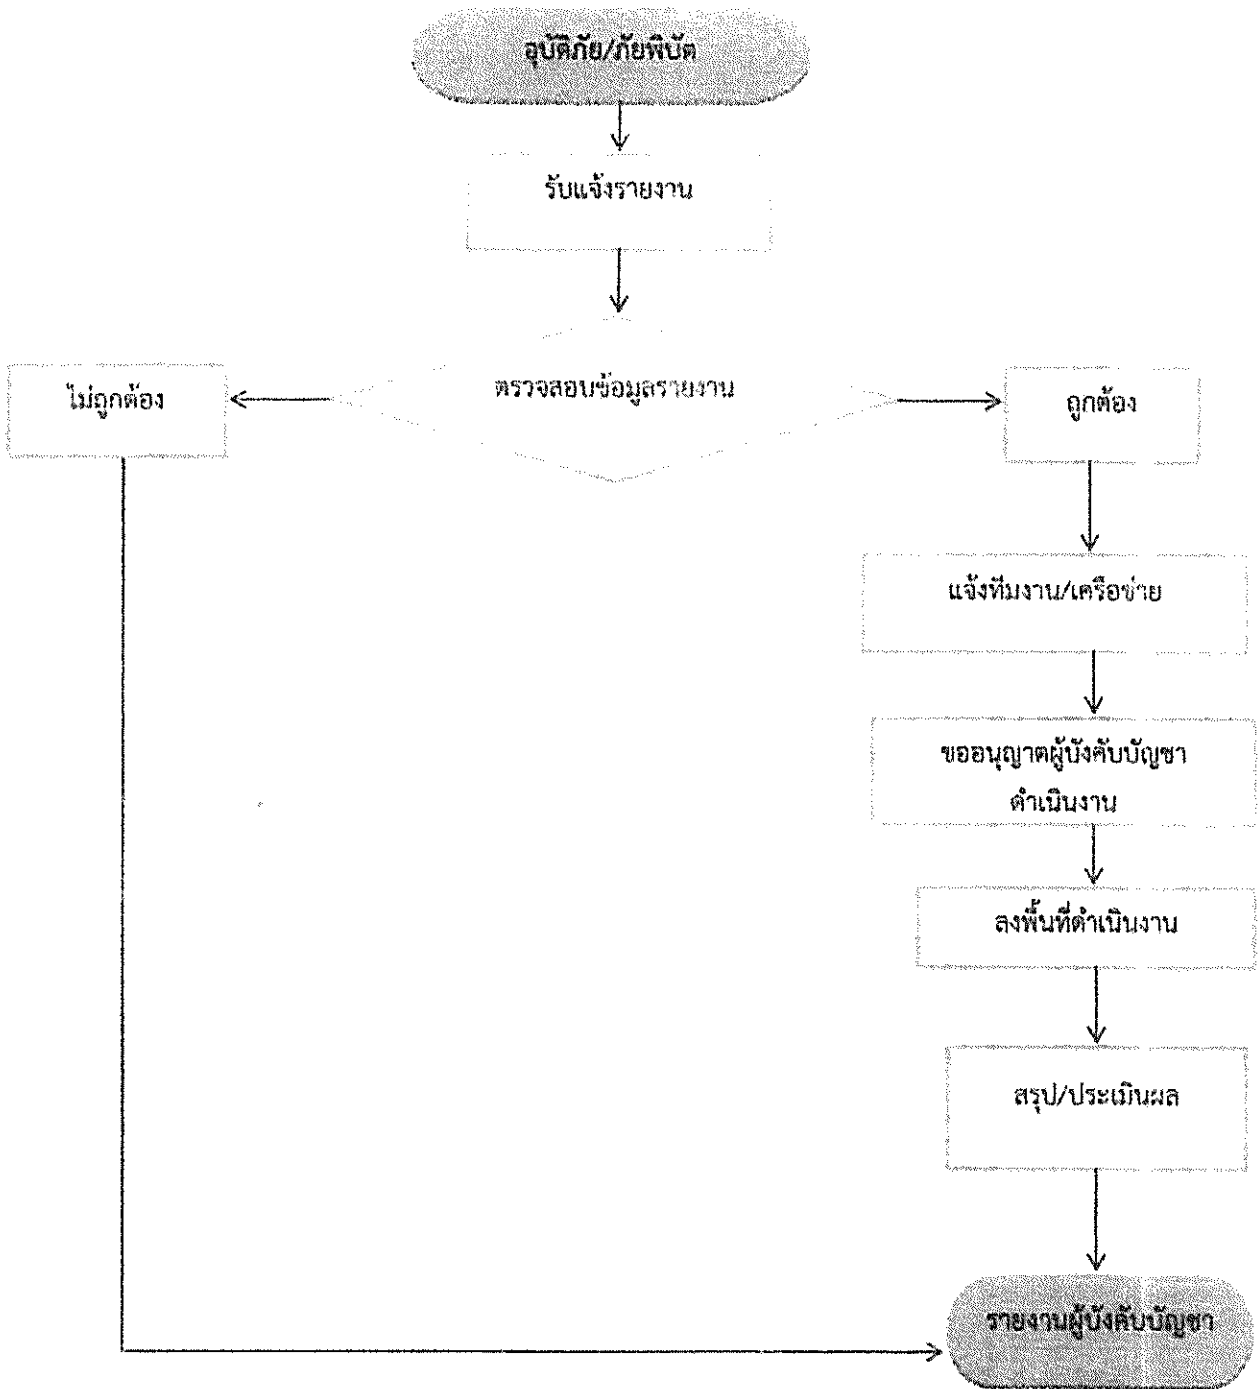 อุบัติภัย/ภัยพิบัติ
รับแจ้งรายงาน
ตรวจสอบข้อมูลรายงาน
ไม่ถูกต้อง
ถูกต้อง
แจ้งทีมงาน/เครือข่าย
ขออนุญาตผู้บังคับบัญชา
ดำเนินงาน
ลงพื้นที่ดำเนินงาน
สรุป/ประเมินผล
รายงานผู้บังคับบัญชา